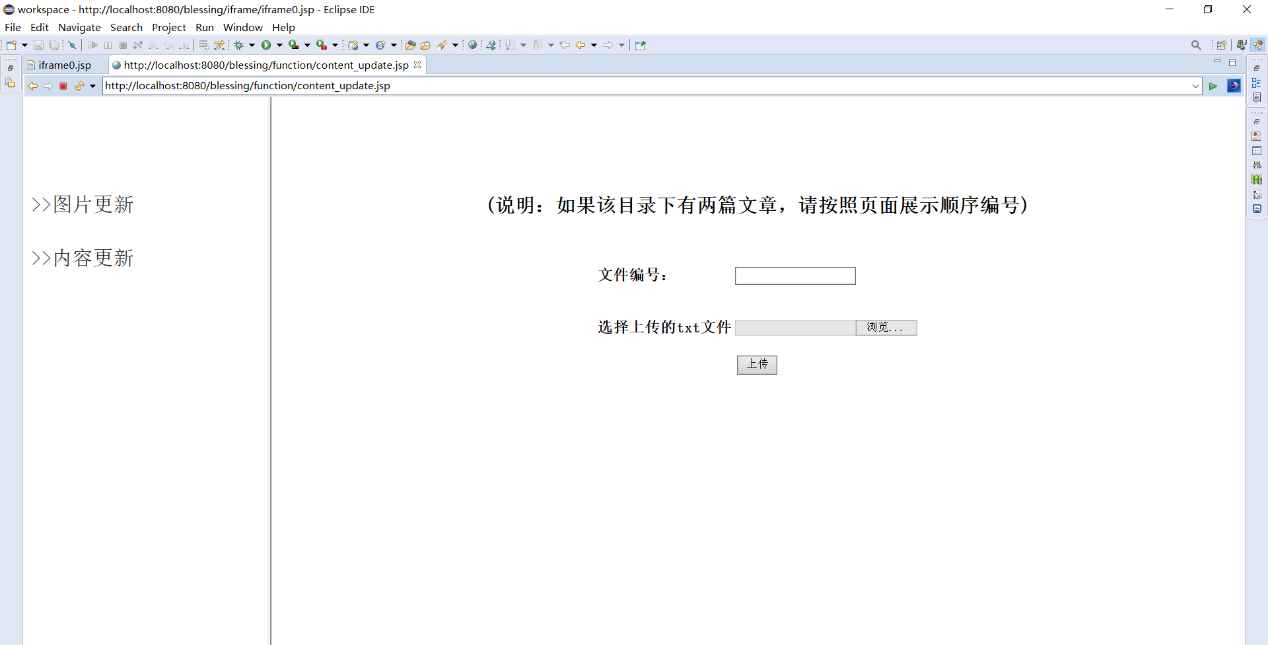 workspace - http://localhost:8080/blessing/iframe/iframe0.jsp - Eclipse IDE
File Edit Navigate Search Project Run Window Help
iframe0.jsp http://localhost:8080/blessing/function/content_update.jsp
http://localhost:8080/blessing/function/content_update.jsp
>>图片更新
(说明：如果该目录下有两篇文章，请按照页面展示顺序编号)
>>内容更新
文件编号：
选择上传的txt文件 浏览...
上传